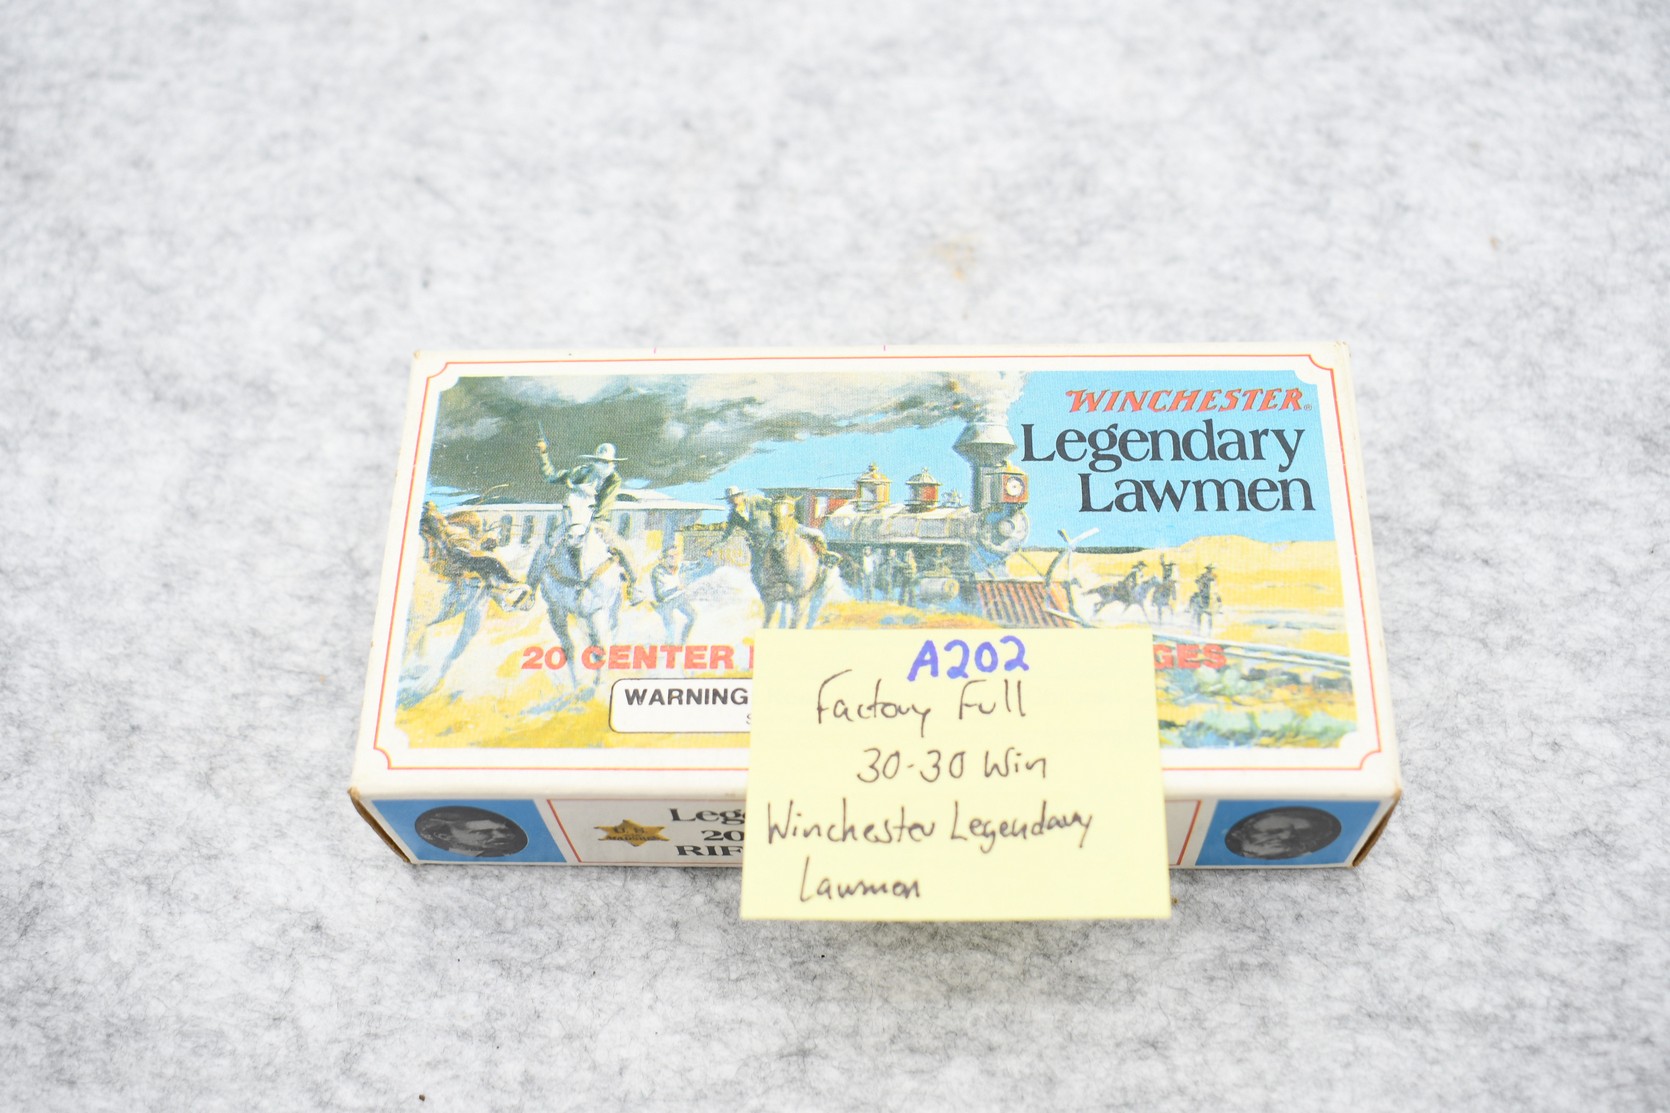 WINCHESTER®
Legendary
Lawmen
20 CENTER
GES
WARNING
A202
Factory Full
30-30 Win
Winchester Legendary
Lawmen
Leg
20
RIF